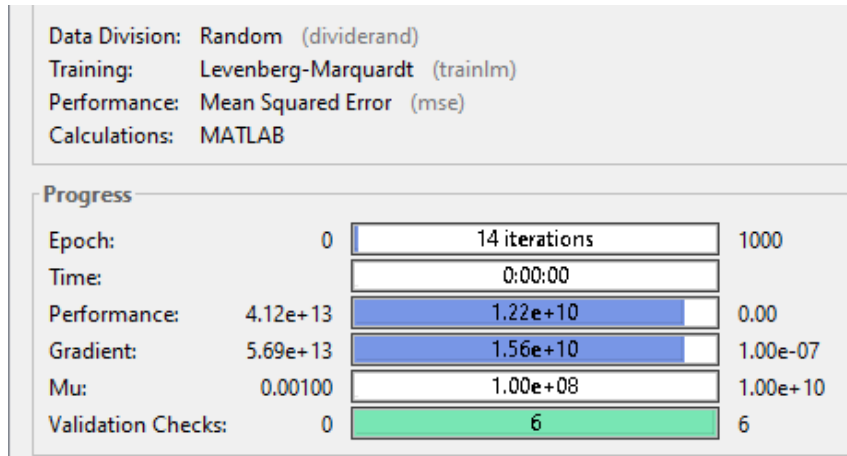 Data Division: Random (dividerand)
Training: Levenberg-Marquardt (trainlm)
Performance: Mean Squared Error (mse)
Calculations: MATLAB
Progress
Epoch: 0 14 iterations 1000
Time: 0:00:00
Performance: 4.12e+13 1.22e+10 0.00
Gradient: 5.69e+13 1.56e+10 1.00e-07
Mu: 0.00100 1.00e+08 1.00e+10
Validation Checks: 0 6 6